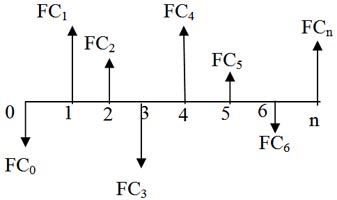 FC₁
FC₄
FCₙ
FC₂
FC₅
0 1 2 3 4 5 6 n
FC₀
FC₃
FC₆